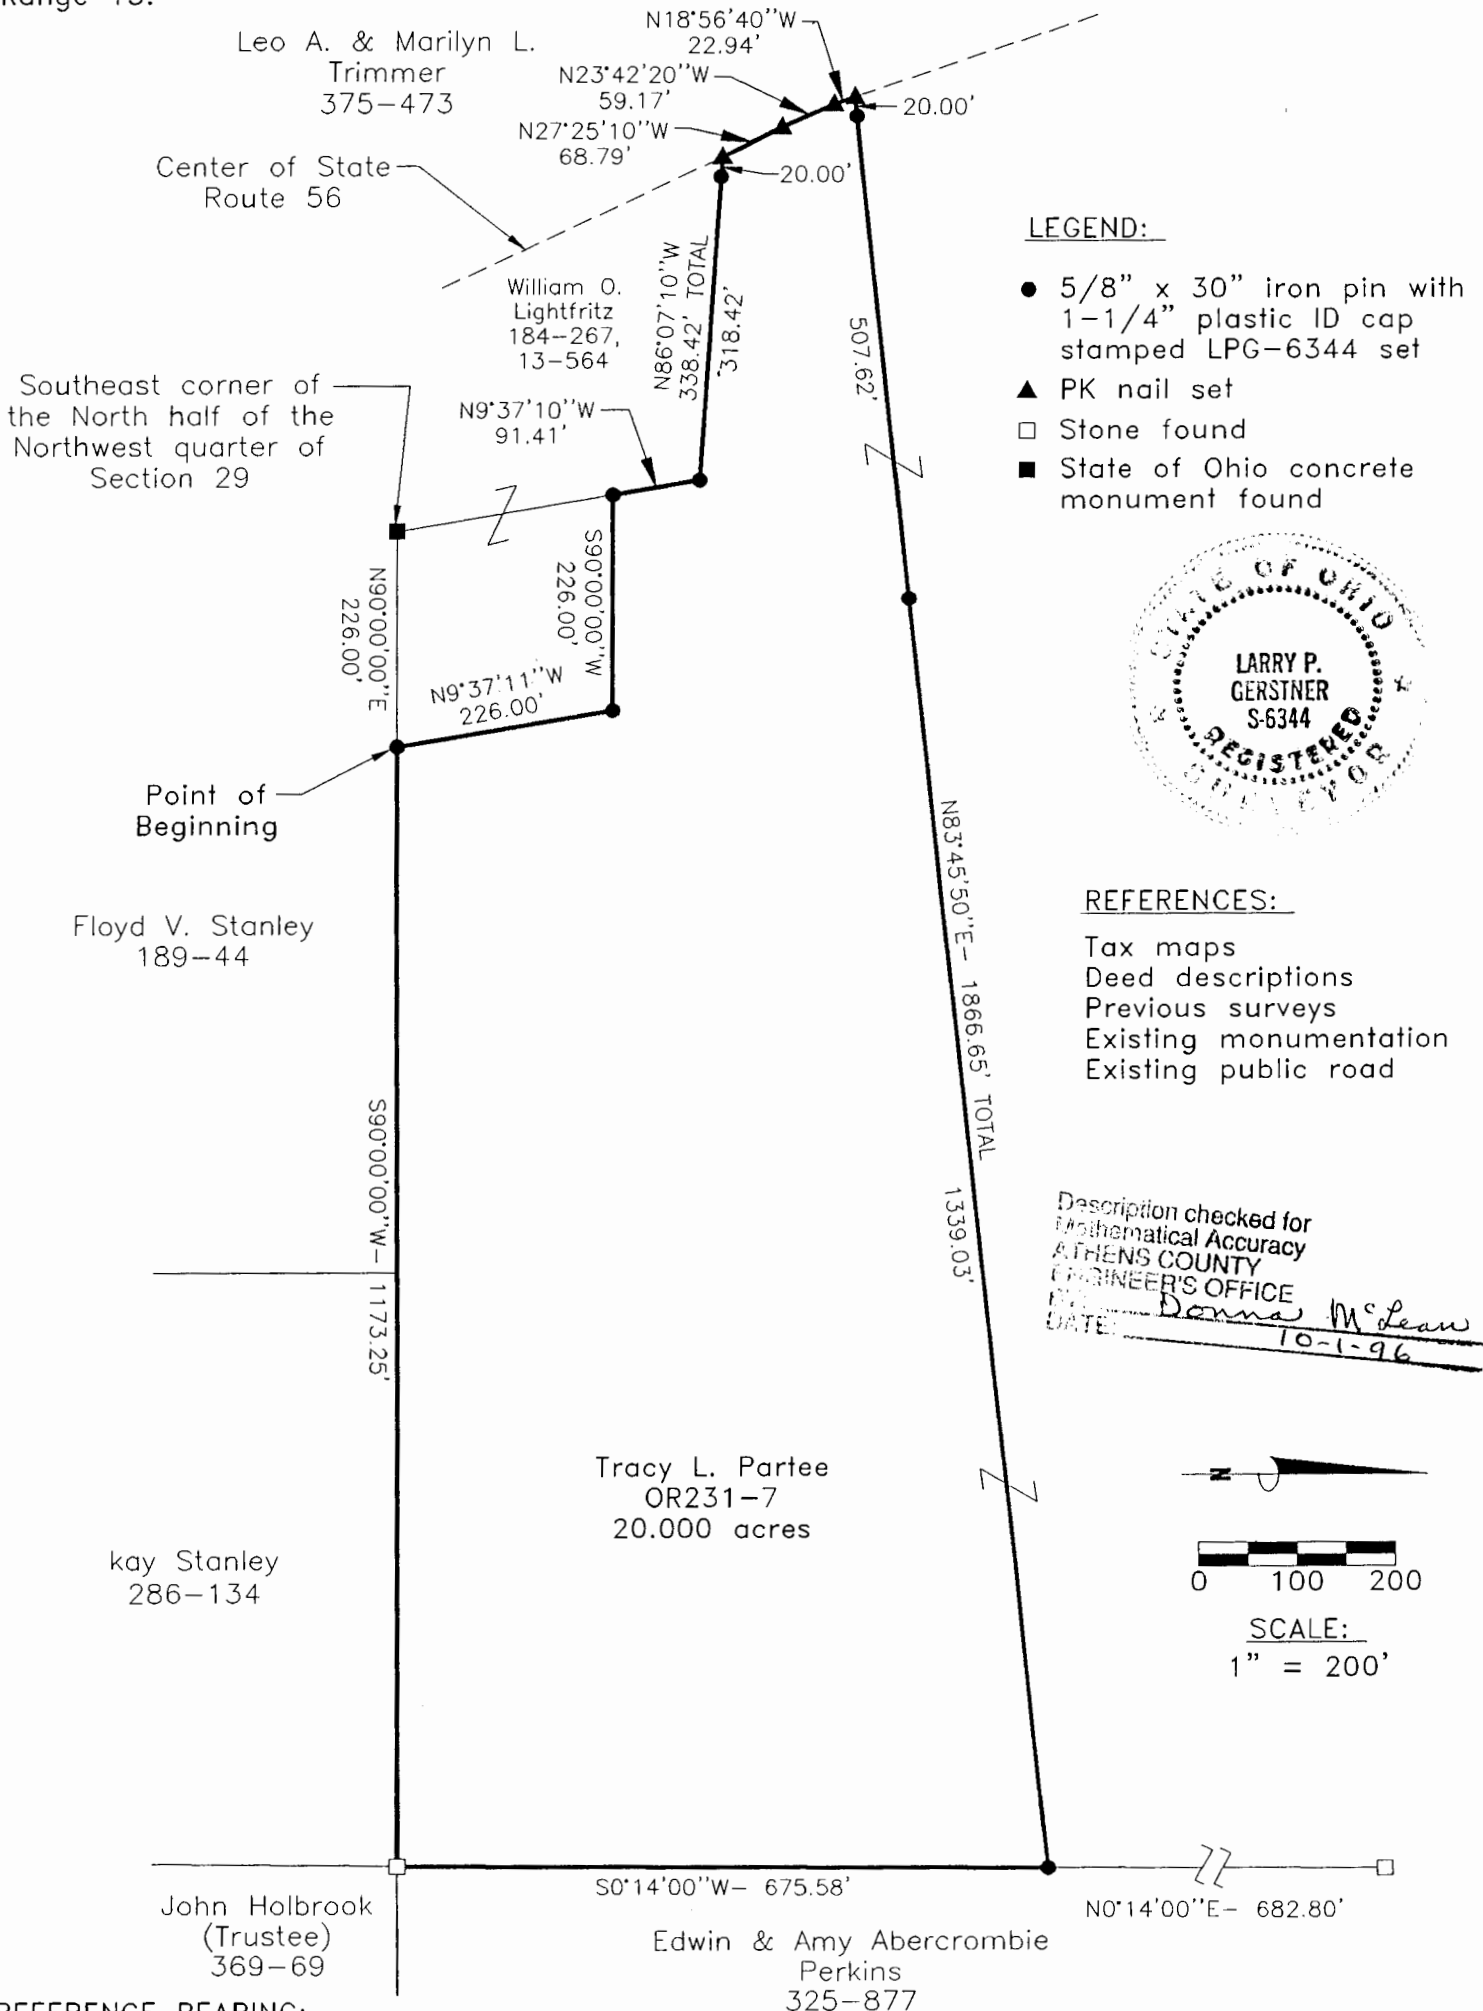 Range 15.
Leo A. & Marilyn L.
Trimmer
375-473
N18°56'40"W
22.94'
N23°42'20"W
59.17'
N27°25'10"W
68.79'
20.00'
20.00'
Center of State
Route 56
William O.
Lightfritz
184-267,
13-564
N86°07'10"W
338.42' TOTAL
318.42'
507.62'
LEGEND:
5/8" x 30" iron pin with
1-1/4" plastic ID cap
stamped LPG-6344 set
PK nail set
Stone found
State of Ohio concrete
monument found
Southeast corner of
the North half of the
Northwest quarter of
Section 29
N9°37'10"W
91.41'
S90°00'00"W
226.00'
N90°00'00"E
226.00'
N9°37'11"W
226.00'
Point of
Beginning
STATE OF OHIO
LARRY P.
GERSTNER
S-6344
REGISTERED
SURVEYOR
Floyd V. Stanley
189-44
N83°45'50"E- 1866.65' TOTAL
1339.03'
REFERENCES:
Tax maps
Deed descriptions
Previous surveys
Existing monumentation
Existing public road
S90°00'00"W- 1173.25'
Description checked for
Mathematical Accuracy
ATHENS COUNTY
ENGINEER'S OFFICE
Donna McLean
DATE: 10-1-96
Tracy L. Partee
OR231-7
20.000 acres
kay Stanley
286-134
N
0 100 200
SCALE:
1" = 200'
S0°14'00"W- 675.58'
N0°14'00"E- 682.80'
John Holbrook
(Trustee)
369-69
Edwin & Amy Abercrombie
Perkins
325-877
REFERENCE BEARING: